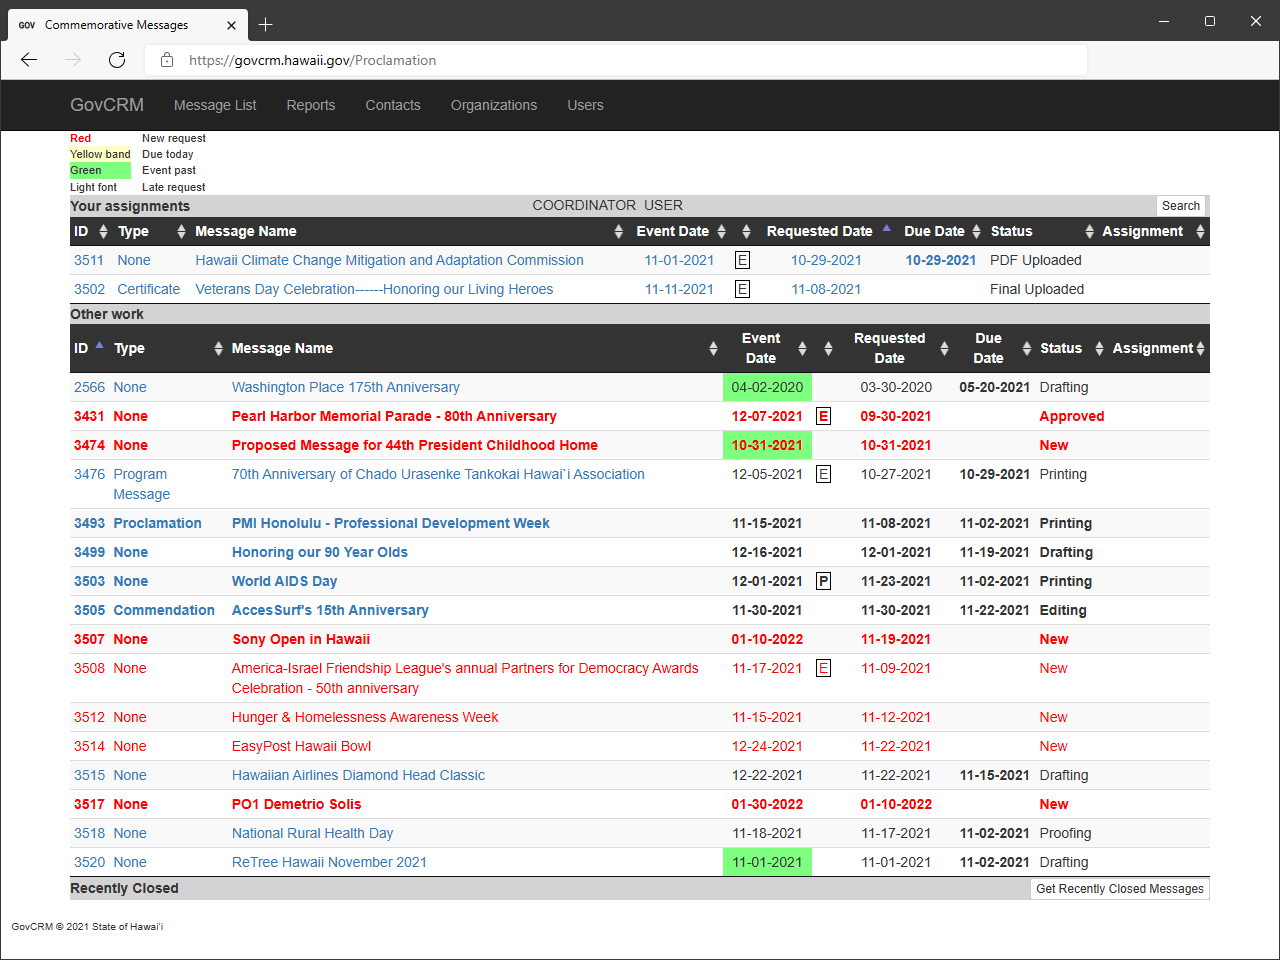 GOV Commemorative Messages
https://govcrm.hawaii.gov/Proclamation
GovCRM Message List Reports Contacts Organizations Users
Red New request
Yellow band Due today
Green Event past
Light font Late request
Your assignments COORDINATOR USER Search
ID Type Message Name Event Date Requested Date Due Date Status Assignment
3511 None Hawaii Climate Change Mitigation and Adaptation Commission 11-01-2021 E 10-29-2021 10-29-2021 PDF Uploaded
3502 Certificate Veterans Day Celebration------Honoring our Living Heroes 11-11-2021 E 11-08-2021 Final Uploaded
Other work
ID Type Message Name Event Date Requested Date Due Date Status Assignment
2566 None Washington Place 175th Anniversary 04-02-2020 03-30-2020 05-20-2021 Drafting
3431 None Pearl Harbor Memorial Parade - 80th Anniversary 12-07-2021 E 09-30-2021 Approved
3474 None Proposed Message for 44th President Childhood Home 10-31-2021 10-31-2021 New
3476 Program Message 70th Anniversary of Chado Urasenke Tankokai Hawai`i Association 12-05-2021 E 10-27-2021 10-29-2021 Printing
3493 Proclamation PMI Honolulu - Professional Development Week 11-15-2021 11-08-2021 11-02-2021 Printing
3499 None Honoring our 90 Year Olds 12-16-2021 12-01-2021 11-19-2021 Drafting
3503 None World AIDS Day 12-01-2021 P 11-23-2021 11-02-2021 Printing
3505 Commendation AccesSurf's 15th Anniversary 11-30-2021 11-30-2021 11-22-2021 Editing
3507 None Sony Open in Hawaii 01-10-2022 11-19-2021 New
3508 None America-Israel Friendship League's annual Partners for Democracy Awards 11-17-2021 E 11-09-2021 New
Celebration - 50th anniversary
3512 None Hunger & Homelessness Awareness Week 11-15-2021 11-12-2021 New
3514 None EasyPost Hawaii Bowl 12-24-2021 11-22-2021 New
3515 None Hawaiian Airlines Diamond Head Classic 12-22-2021 11-22-2021 11-15-2021 Drafting
3517 None PO1 Demetrio Solis 01-30-2022 01-10-2022 New
3518 None National Rural Health Day 11-18-2021 11-17-2021 11-02-2021 Proofing
3520 None ReTree Hawaii November 2021 11-01-2021 11-01-2021 11-02-2021 Drafting
Recently Closed Get Recently Closed Messages
GovCRM © 2021 State of Hawai'i